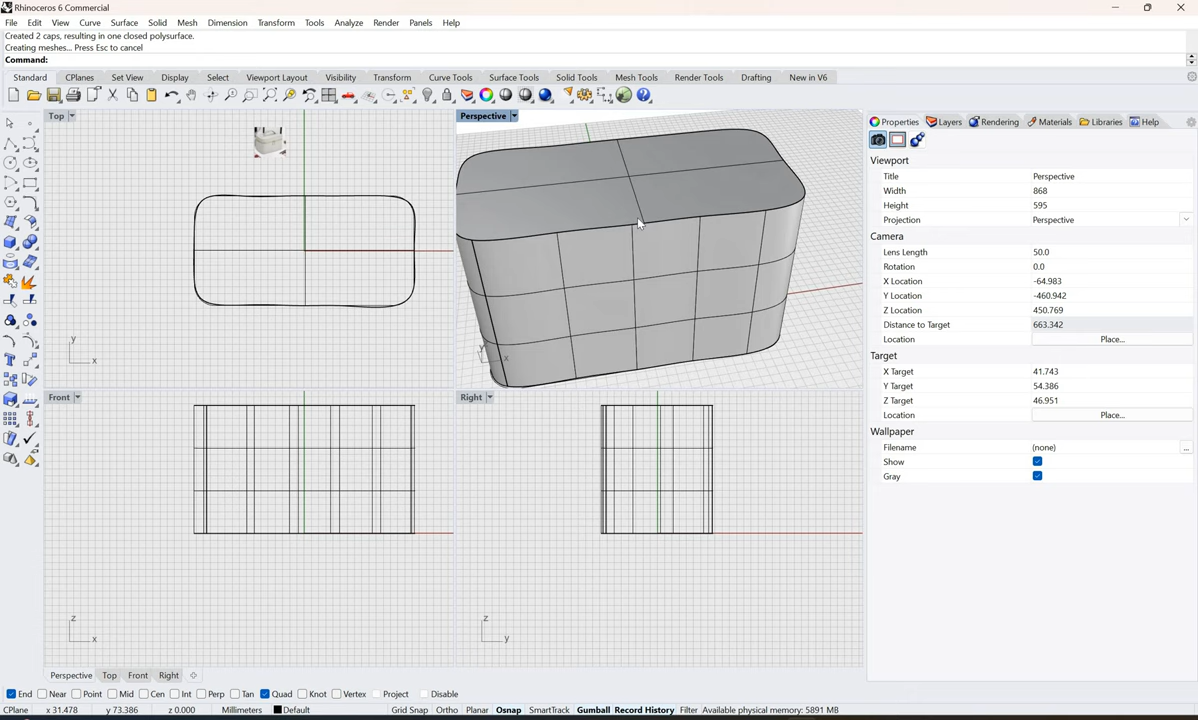 Rhinoceros 6 Commercial
File Edit View Curve Surface Solid Mesh Dimension Transform Tools Analyze Render Panels Help
Created 2 caps, resulting in one closed polysurface.
Creating meshes... Press Esc to cancel
Command:
Standard CPlanes Set View Display Select Viewport Layout Visibility Transform Curve Tools Surface Tools Solid Tools Mesh Tools Render Tools Drafting New in V6
Top Perspective
Properties Layers Rendering Materials Libraries Help
Viewport
Title Perspective
Width 868
Height 595
Projection Perspective
Camera
Lens Length 50.0
Rotation 0.0
X Location -64.983
Y Location -460.942
Z Location 450.769
Distance to Target 663.342
Location Place...
Target
X Target 41.743
Y Target 54.386
Z Target 46.951
Location Place...
Wallpaper
Filename (none) ...
Show
Gray
y
x
y
x
Front Right
z
x
z
y
Perspective Top Front Right
End Near Point Mid Cen Int Perp Tan Quad Knot Vertex Project Disable
CPlane x 31.478 y 73.386 z 0.000 Millimeters Default Grid Snap Ortho Planar Osnap SmartTrack Gumball Record History Filter Available physical memory: 5891 MB